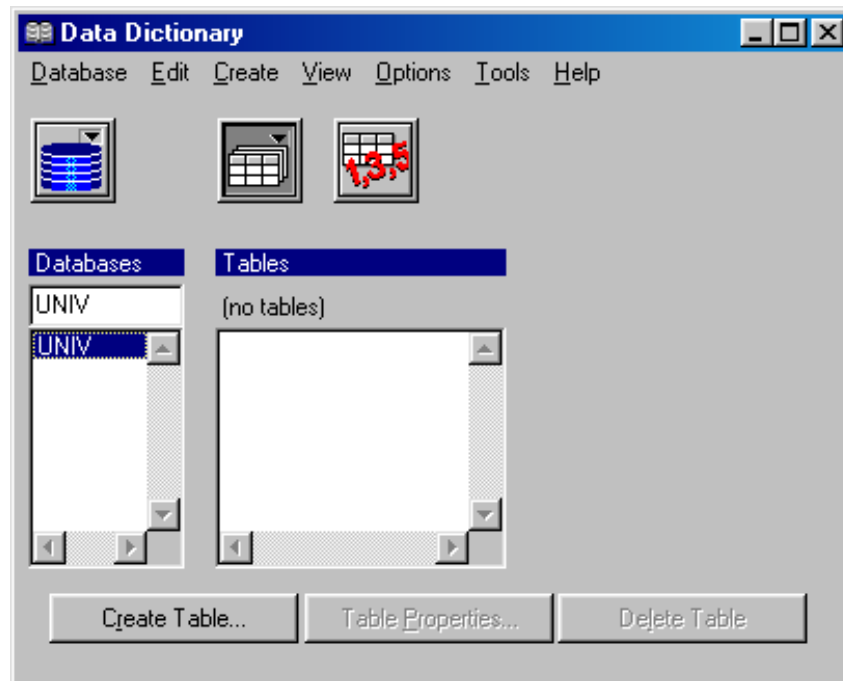 Data Dictionary
Database Edit Create View Options Tools Help
1,3,5
Databases Tables
UNIV (no tables)
UNIV
Create Table... Table Properties... Delete Table